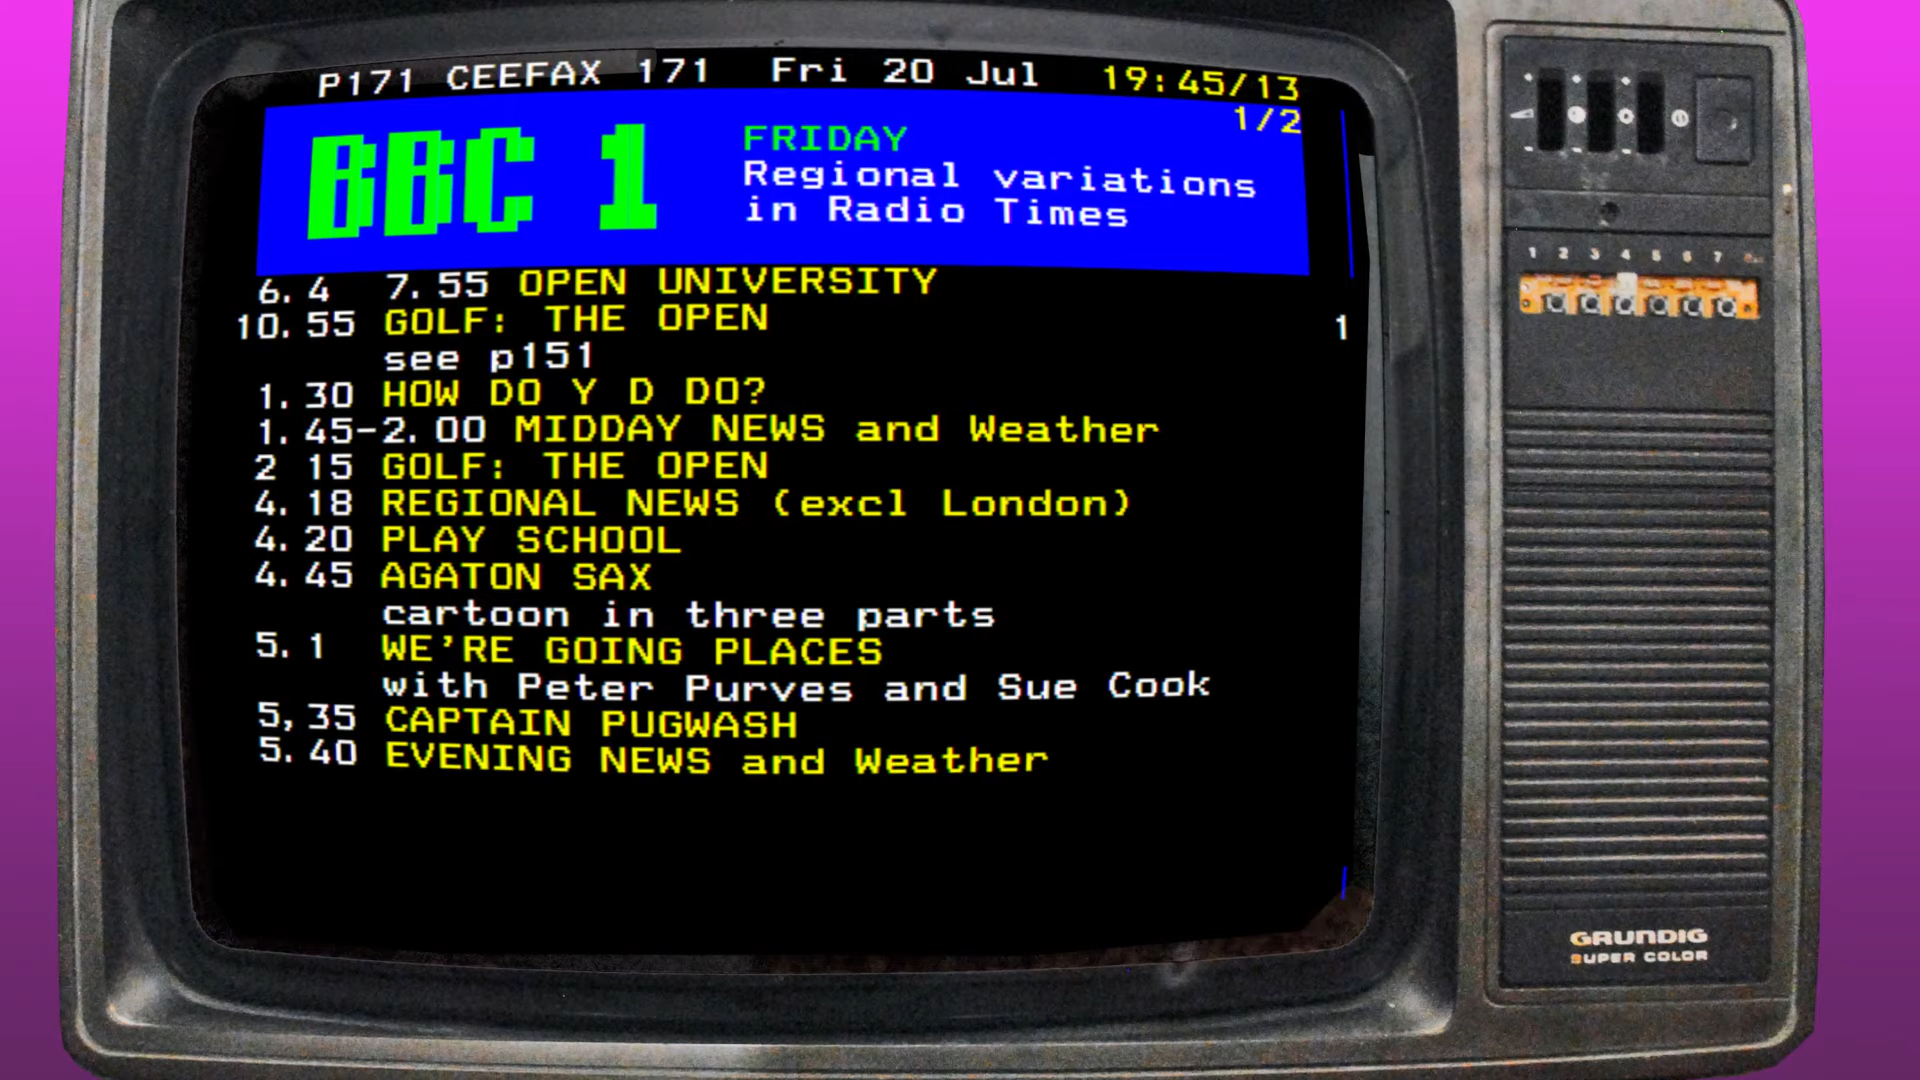 P171 CEEFAX 171 Fri 20 Jul 19:45/13
1/2
BBC 1
FRIDAY
Regional variations
in Radio Times
6.4 7.55 OPEN UNIVERSITY
10.55 GOLF: THE OPEN
1
see p151
1.30 HOW DO Y D DO?
1.45-2.00 MIDDAY NEWS and Weather
2 15 GOLF: THE OPEN
4.18 REGIONAL NEWS (excl London)
4.20 PLAY SCHOOL
4.45 AGATON SAX
cartoon in three parts
5.1 WE'RE GOING PLACES
with Peter Purves and Sue Cook
5,35 CAPTAIN PUGWASH
5.40 EVENING NEWS and Weather
1 2 3 4 5 6 7
GRUNDIG
SUPER COLOR